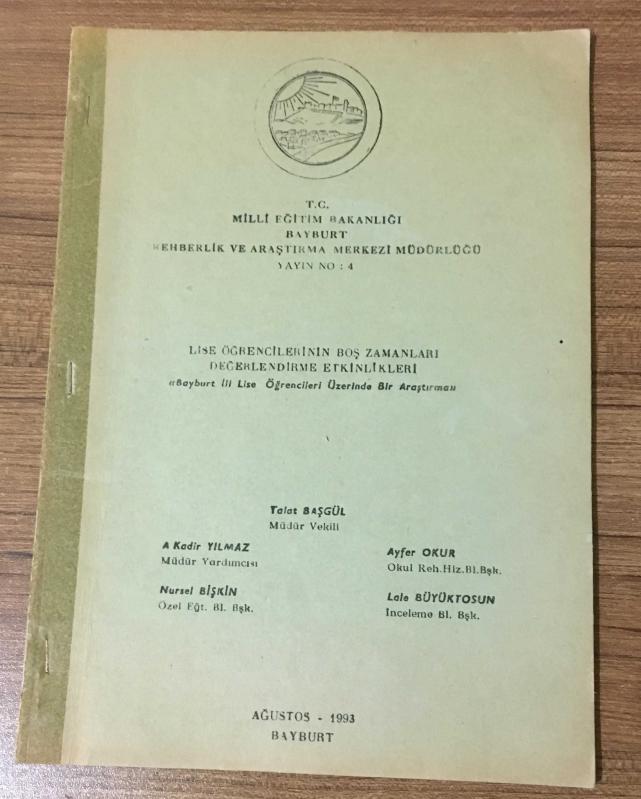 T.C.
MİLLİ EĞİTİM BAKANLIĞI
BAYBURT
REHBERLİK VE ARAŞTIRMA MERKEZİ MÜDÜRLÜĞÜ
YAYIN NO : 4
LİSE ÖĞRENCİLERİNİN BOŞ ZAMANLARI
DEĞERLENDİRME ETKİNLİKLERİ
«Bayburt İli Lise Öğrencileri Üzerinde Bir Araştırma»
Talat BAŞGÜL
Müdür Vekili
A Kadir YILMAZ
Müdür Yardımcısı
Ayfer OKUR
Okul Reh.Hiz.Bl.Bşk.
Nursel BİŞKİN
Özel Eğt. Bl. Bşk.
Lale BÜYÜKTOSUN
İnceleme Bl. Bşk.
AĞUSTOS - 1993
BAYBURT